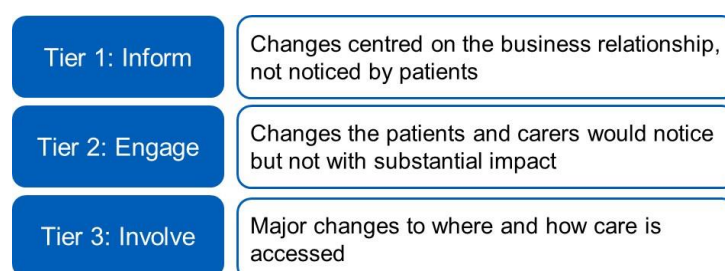 Tier 1: Inform
Changes centred on the business relationship,
not noticed by patients
Tier 2: Engage
Changes the patients and carers would notice
but not with substantial impact
Tier 3: Involve
Major changes to where and how care is
accessed